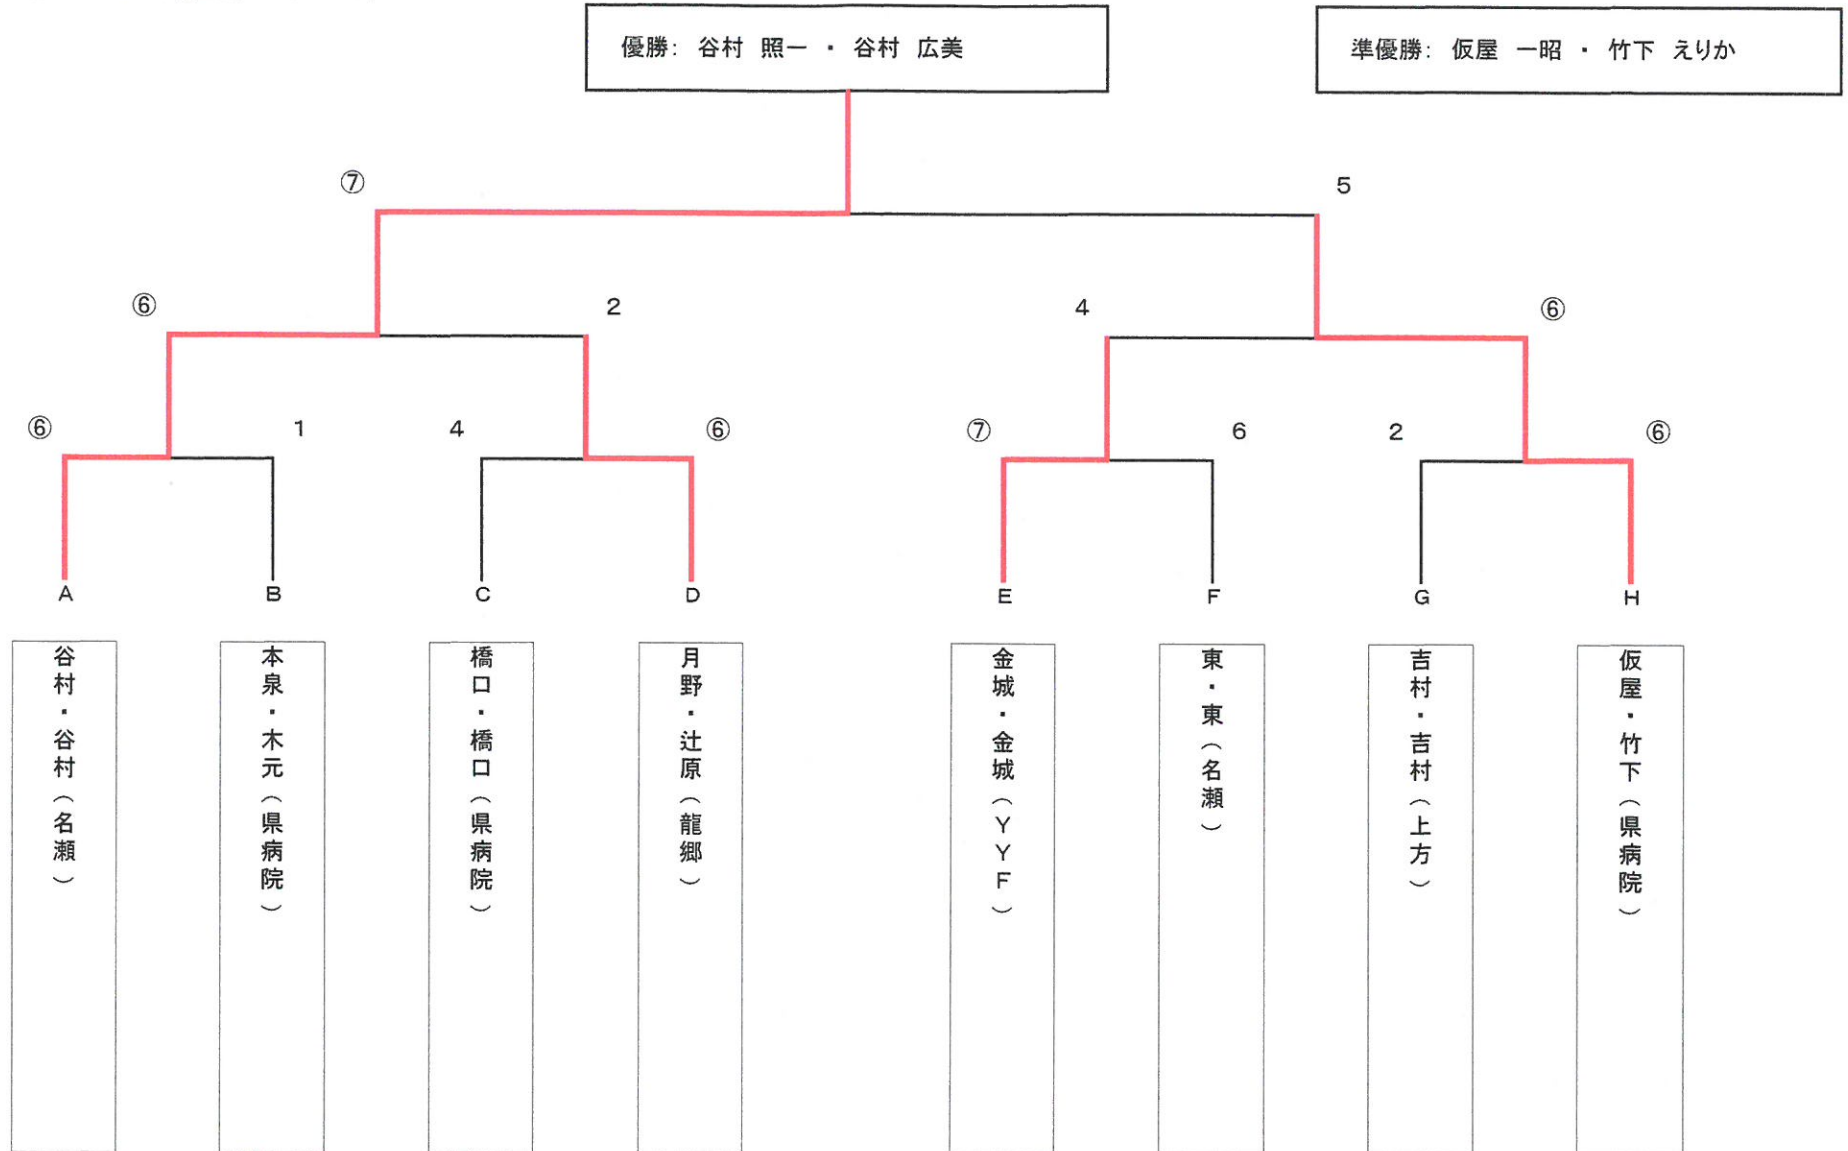 優勝： 谷村 照一 ・ 谷村 広美
準優勝： 仮屋 一昭 ・ 竹下 えりか
⑦
5
⑥
2
4
⑥
⑥
1
4
⑥
⑦
6
2
⑥
A
B
C
D
E
F
G
H
谷村・谷村（名瀬）
本泉・木元（県病院）
橋口・橋口（県病院）
月野・辻原（龍郷）
金城・金城（YYF）
東・東（名瀬）
吉村・吉村（上方）
仮屋・竹下（県病院）